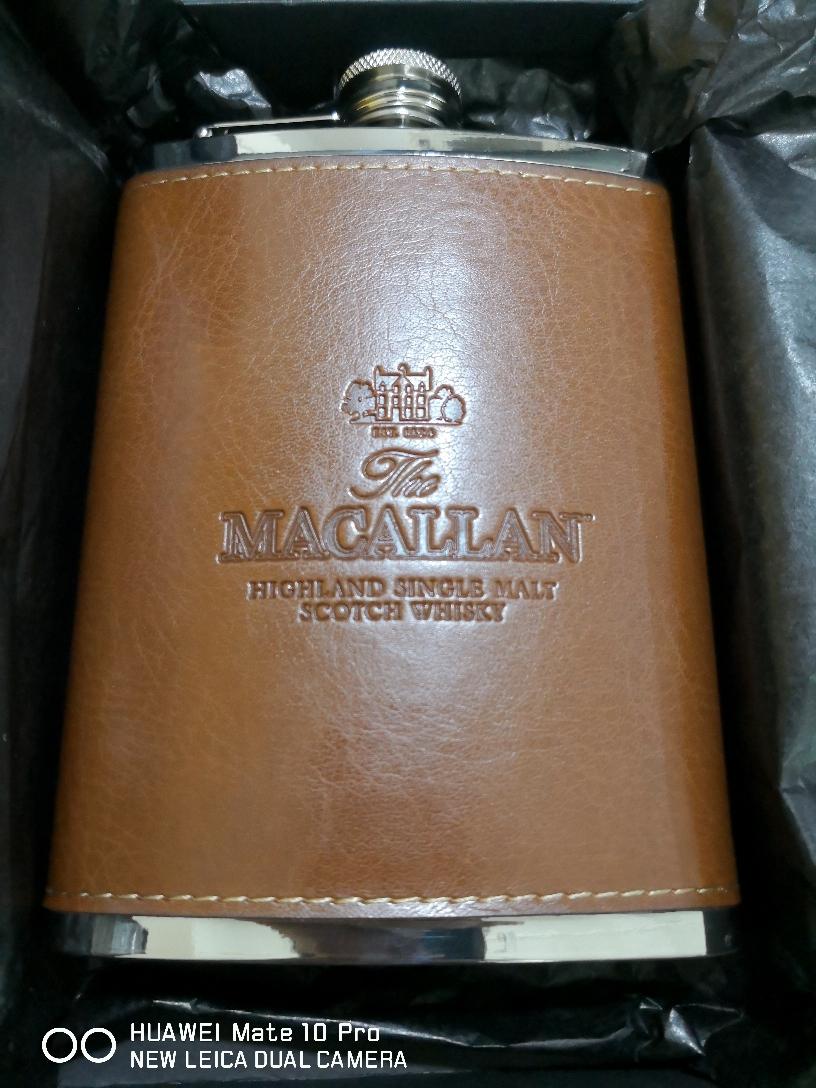 The
MACALLAN
HIGHLAND SINGLE MALT
SCOTCH WHISKY
HUAWEI Mate 10 Pro
NEW LEICA DUAL CAMERA